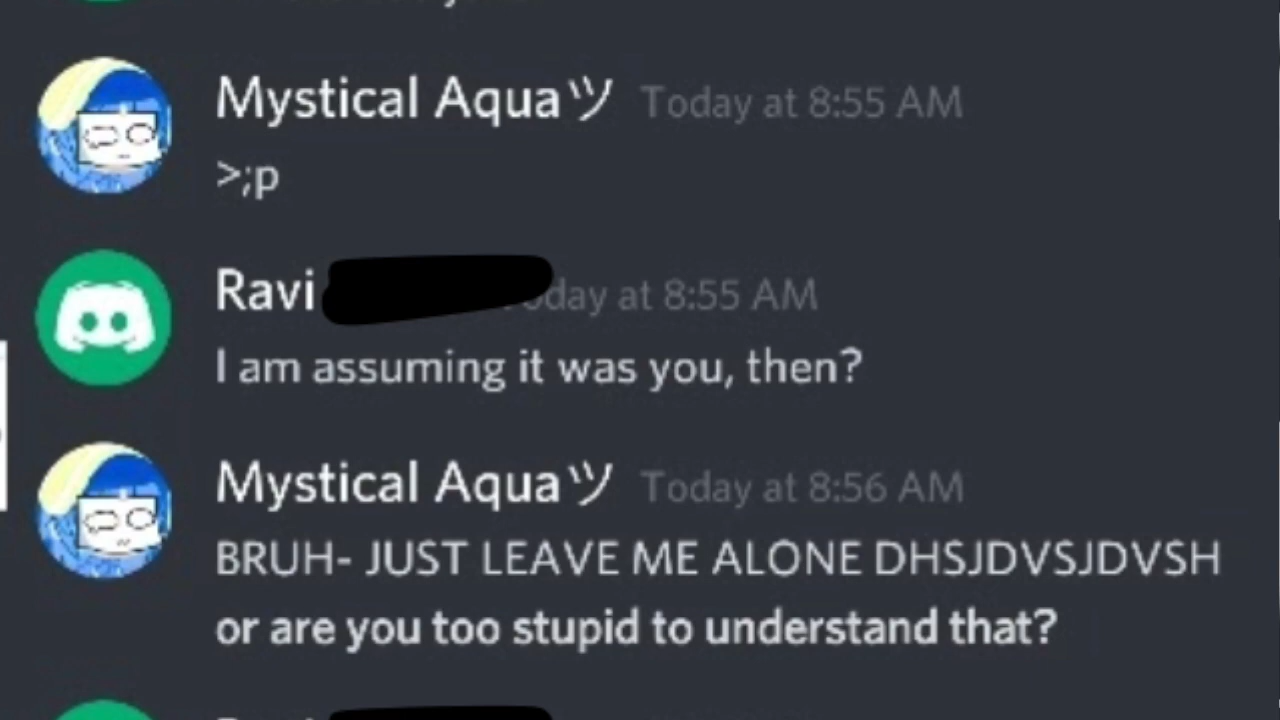 Mystical Aquaツ Today at 8:55 AM
>;p
Ravi oday at 8:55 AM
I am assuming it was you, then?
Mystical Aquaツ Today at 8:56 AM
BRUH- JUST LEAVE ME ALONE DHSJDVSJDVSH
or are you too stupid to understand that?